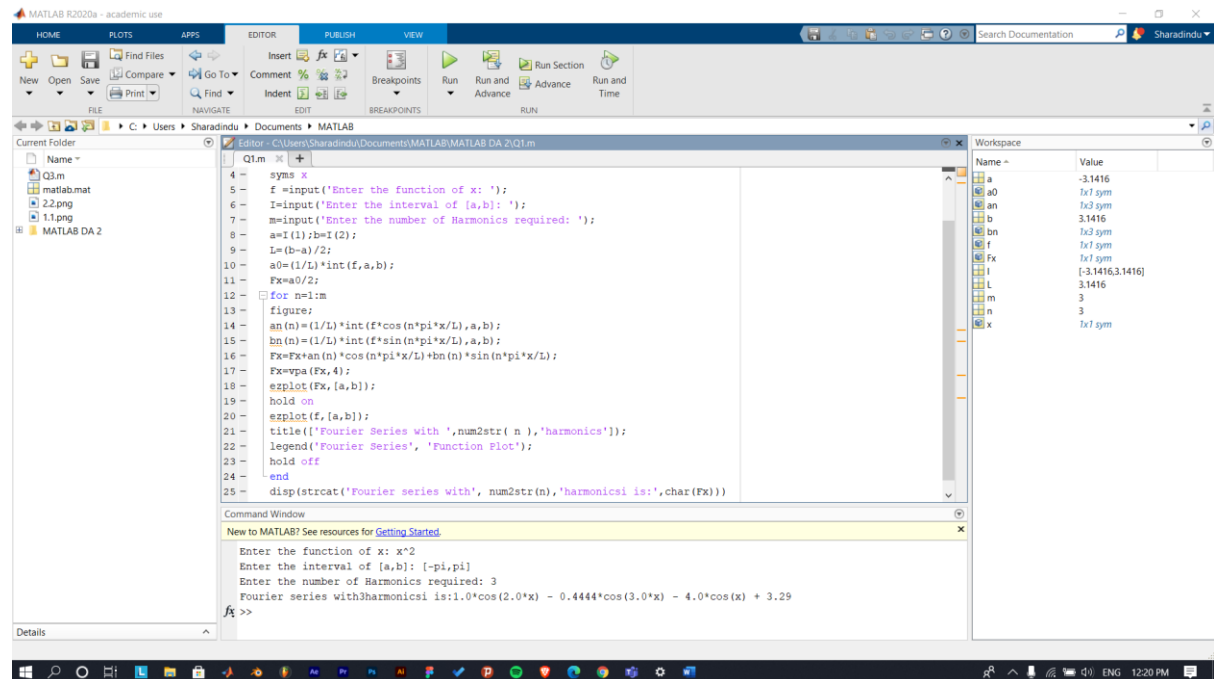 MATLAB R2020a - academic use
HOME PLOTS APPS EDITOR PUBLISH VIEW Search Documentation Sharadindu
Find Files Insert fx Run Section
New Open Save Compare Go To Comment % Breakpoints Run Run and Advance Advance Run and Time
Print Find Indent
FILE NAVIGATE EDIT BREAKPOINTS RUN
C: Users Sharadindu Documents MATLAB
Current Folder
Name
Q3.m
matlab.mat
2.2.png
1.1.png
MATLAB DA 2
Details
Editor - C:\Users\Sharadindu\Documents\MATLAB\MATLAB DA 2\Q1.m
Q1.m +
4 - syms x
5 - f =input('Enter the function of x: ');
6 - I=input('Enter the interval of [a,b]: ');
7 - m=input('Enter the number of Harmonics required: ');
8 - a=I(1);b=I(2);
9 - L=(b-a)/2;
10 - a0=(1/L)*int(f,a,b);
11 - Fx=a0/2;
12 - for n=1:m
13 - figure;
14 - an(n)=(1/L)*int(f*cos(n*pi*x/L),a,b);
15 - bn(n)=(1/L)*int(f*sin(n*pi*x/L),a,b);
16 - Fx=Fx+an(n)*cos(n*pi*x/L)+bn(n)*sin(n*pi*x/L);
17 - Fx=vpa(Fx,4);
18 - ezplot(Fx,[a,b]);
19 - hold on
20 - ezplot(f,[a,b]);
21 - title(['Fourier Series with ',num2str( n ),'harmonics']);
22 - legend('Fourier Series', 'Function Plot');
23 - hold off
24 - end
25 - disp(strcat('Fourier series with', num2str(n),'harmonicsi is:',char(Fx)))
Command Window
New to MATLAB? See resources for Getting Started.
Enter the function of x: x^2
Enter the interval of [a,b]: [-pi,pi]
Enter the number of Harmonics required: 3
Fourier series with3harmonicsi is:1.0*cos(2.0*x) - 0.4444*cos(3.0*x) - 4.0*cos(x) + 3.29
fx >>
Workspace
Name Value
a -3.1416
a0 1x1 sym
an 1x3 sym
b 3.1416
bn 1x3 sym
f 1x1 sym
Fx 1x1 sym
I [-3.1416,3.1416]
L 3.1416
m 3
n 3
x 1x1 sym
L Ae Pr Ps Ai W ENG 12:20 PM